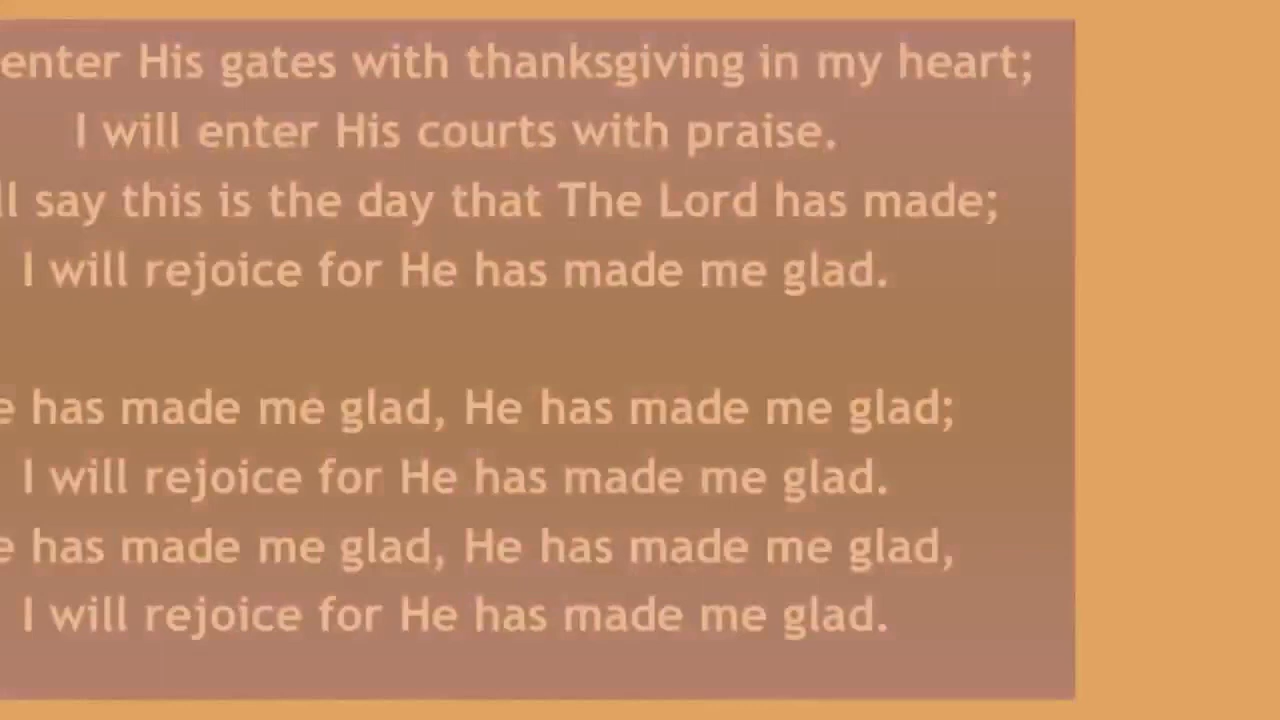 enter His gates with thanksgiving in my heart;
I will enter His courts with praise.
say this is the day that The Lord has made;
I will rejoice for He has made me glad.
has made me glad, He has made me glad;
I will rejoice for He has made me glad.
has made me glad, He has made me glad,
I will rejoice for He has made me glad.